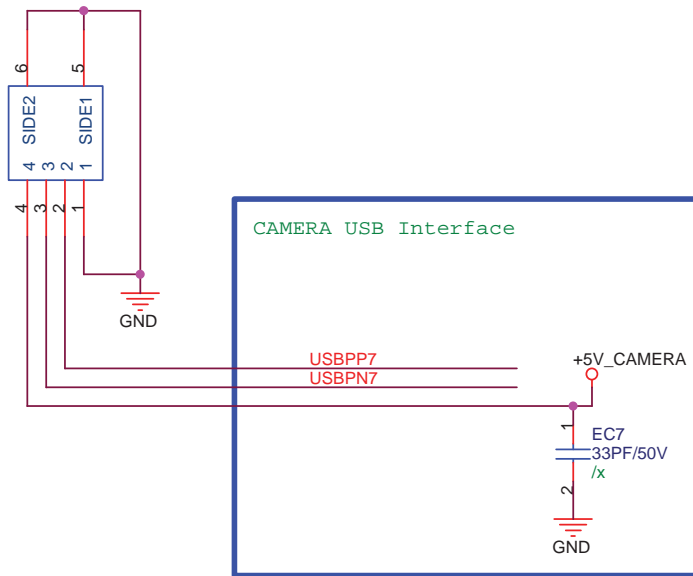 6
5
SIDE2
SIDE1
4
3
2
1
4
3
2
1
GND
CAMERA USB Interface
USBPP7
USBPN7
+5V_CAMERA
1
EC7
33PF/50V
/x
2
GND